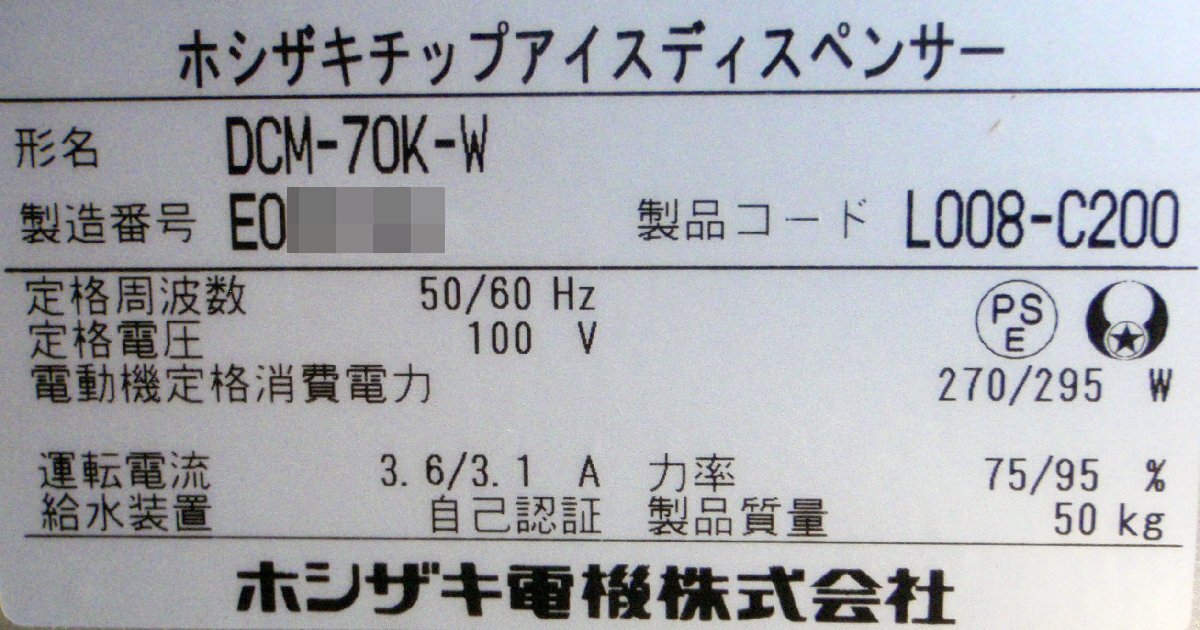 ホシザキチップアイスディスペンサー
形名 DCM-70K-W
製造番号 E0 製品コード L008-C200
定格周波数 50/60 Hz
定格電圧 100 V
PS
E
電動機定格消費電力 270/295 W
運転電流 3.6/3.1 A 力率 75/95 %
給水装置 自己認証 製品質量 50 kg
ホシザキ電機株式会社